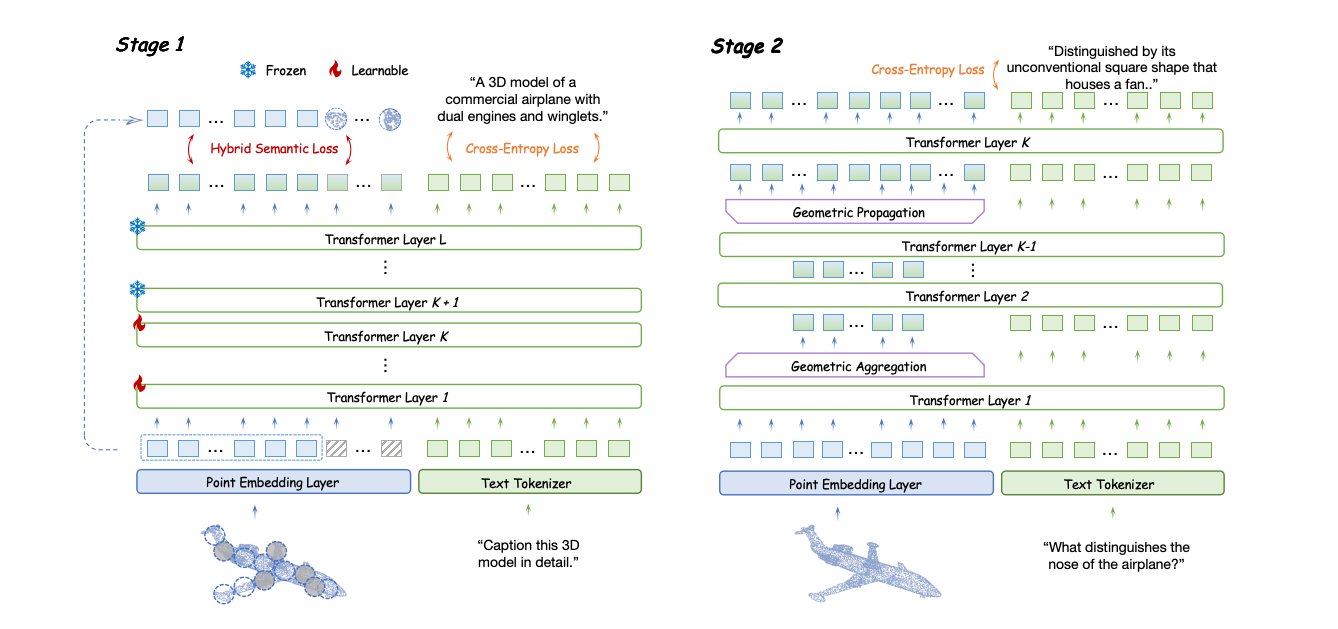 Stage 1
Frozen
Learnable
“A 3D model of a
commercial airplane with
dual engines and winglets.”
...
...
Hybrid Semantic Loss
Cross-Entropy Loss
...
...
...
Transformer Layer L
⋮
Transformer Layer K + 1
Transformer Layer K
⋮
Transformer Layer 1
...
...
...
Point Embedding Layer
Text Tokenizer
“Caption this 3D
model in detail.”
Stage 2
Cross-Entropy Loss
“Distinguished by its
unconventional square shape that
houses a fan..”
...
...
...
Transformer Layer K
...
...
...
Geometric Propagation
Transformer Layer K-1
...
⋮
Transformer Layer 2
...
...
Geometric Aggregation
Transformer Layer 1
...
...
Point Embedding Layer
Text Tokenizer
“What distinguishes the
nose of the airplane?”